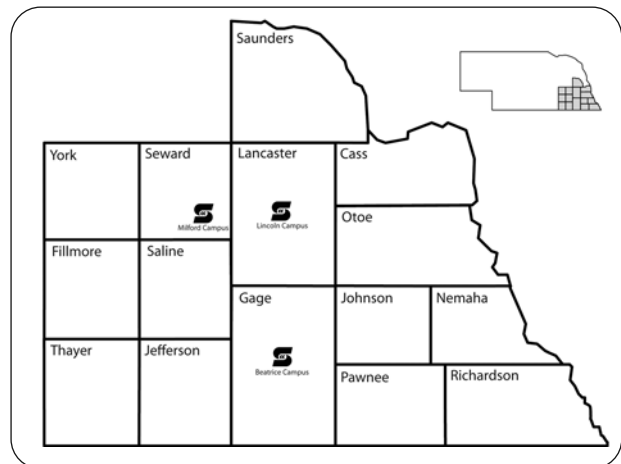 Saunders
York
Seward
Lancaster
Cass
Milford Campus
Lincoln Campus
Otoe
Fillmore
Saline
Gage
Johnson
Nemaha
Thayer
Jefferson
Beatrice Campus
Pawnee
Richardson